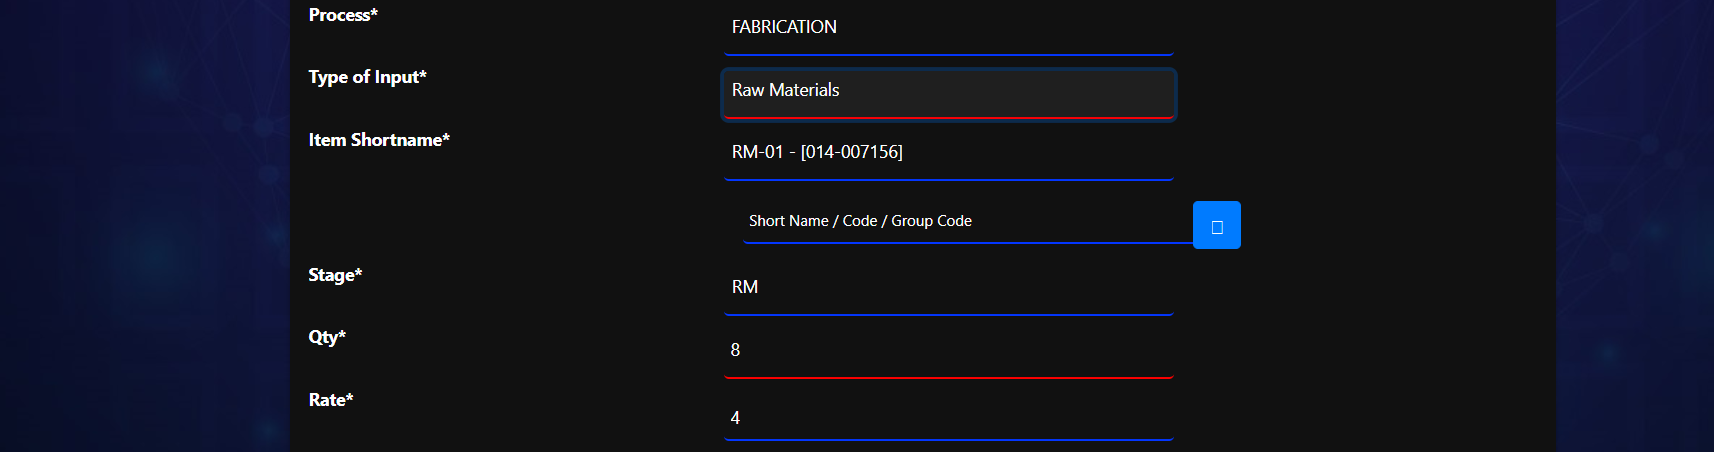 Process*
FABRICATION
Type of Input*
Raw Materials
Item Shortname*
RM-01 - [014-007156]
Short Name / Code / Group Code
Stage*
RM
Qty*
8
Rate*
4